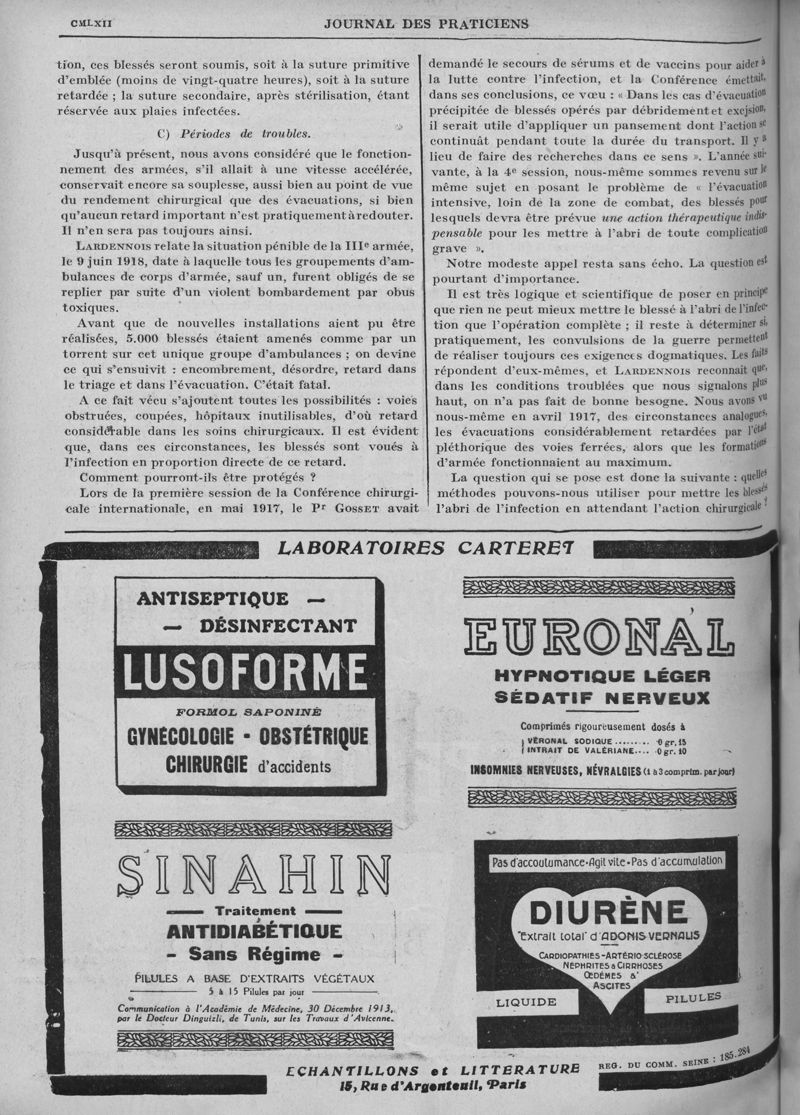 CMLXII
JOURNAL DES PRATICIENS
tion, ces blessés seront soumis, soit à la suture primitive
d'emblée (moins de vingt-quatre heures), soit à la suture
retardée ; la suture secondaire, après stérilisation, étant
réservée aux plaies infectées.
C) Périodes de troubles.
Jusqu'à présent, nous avons considéré que le fonction-
nement des armées, s'il allait à une vitesse accélérée,
conservait encore sa souplesse, aussi bien au point de vue
du rendement chirurgical que des évacuations, si bien
qu'aucun retard important n'est pratiquement à redouter.
Il n'en sera pas toujours ainsi.
LARDENNOIS relate la situation pénible de la IIIe armée,
le 9 juin 1918, date à laquelle tous les groupements d'am-
bulances de corps d'armée, sauf un, furent obligés de se
replier par suite d'un violent bombardement par obus
toxiques.
Avant que de nouvelles installations aient pu être
réalisées, 5.000 blessés étaient amenés comme par un
torrent sur cet unique groupe d'ambulances ; on devine
ce qui s'ensuivit : encombrement, désordre, retard dans
le triage et dans l'évacuation. C'était fatal.
A ce fait vécu s'ajoutent toutes les possibilités : voies
obstruées, coupées, hôpitaux inutilisables, d'où retard
considérable dans les soins chirurgicaux. Il est évident
que, dans ces circonstances, les blessés sont voués à
l'infection en proportion directe de ce retard.
Comment pourront-ils être protégés ?
Lors de la première session de la Conférence chirurgi-
cale internationale, en mai 1917, le Pr GOSSET avait
demandé le secours de sérums et de vaccins pour aider à
la lutte contre l'infection, et la Conférence émettait,
dans ses conclusions, ce vœu : « Dans les cas d'évacuation
précipitée de blessés opérés par débridement et excision,
il serait utile d'appliquer un pansement dont l'action se
continuât pendant toute la durée du transport. Il y a
lieu de faire des recherches dans ce sens ». L'année sui-
vante, à la 4e session, nous-même sommes revenu sur le
même sujet en posant le problème de « l'évacuation
intensive, loin de la zone de combat, des blessés pour
lesquels devra être prévue une action thérapeutique indis-
pensable pour les mettre à l'abri de toute complication
grave ».
Notre modeste appel resta sans écho. La question est
pourtant d'importance.
Il est très logique et scientifique de poser en principe
que rien ne peut mieux mettre le blessé à l'abri de l'infec-
tion que l'opération complète ; il reste à déterminer si,
pratiquement, les convulsions de la guerre permettent
de réaliser toujours ces exigences dogmatiques. Les faits
répondent d'eux-mêmes, et LARDENNOIS reconnait que,
dans les conditions troublées que nous signalons plus
haut, on n'a pas fait de bonne besogne. Nous avons vu
nous-même en avril 1917, des circonstances analogues,
les évacuations considérablement retardées par l'état
pléthorique des voies ferrées, alors que les formations
d'armée fonctionnaient au maximum.
La question qui se pose est donc la suivante : quelles
méthodes pouvons-nous utiliser pour mettre les blessés
l'abri de l'infection en attendant l'action chirurgicale ?
LABORATOIRES CARTERET
ANTISEPTIQUE —
— DÉSINFECTANT
LUSOFORME
FORMOL SAPONINÉ
GYNÉCOLOGIE - OBSTÉTRIQUE
CHIRURGIE d'accidents
EURONAL
HYPNOTIQUE LÉGER
SÉDATIF NERVEUX
Comprimés rigoureusement dosés à
VÉRONAL SODIQUE ......... 0 gr. 15
INTRAIT DE VALÉRIANE.... 0 gr. 10
INSOMNIES NERVEUSES, NÉVRALGIES (1 à 3 comprim. par jour)
SINAHIN
Traitement
ANTIDIABÉTIQUE
- Sans Régime -
PILULES A BASE D'EXTRAITS VÉGÉTAUX
5 à 15 Pilules par jour
Communication à l'Académie de Médecine, 30 Décembre 1913,
par le Docteur Dinguizli, de Tunis, sur les Travaux d'Avicenne.
Pas d'accoutumance-Agit vite-Pas d'accumulation
DIURÈNE
"Extrait total" d'ADONIS VERNALIS
CARDIOPATHIES-ARTÉRIO-SCLÉROSE
NÉPHRITES & CIRRHOSES
ŒDÈMES &
ASCITES
LIQUIDE
PILULES
ECHANTILLONS et LITTERATURE
15, Rue d'Argenteuil, Paris
REG. DU COMM. SEINE : 185.284